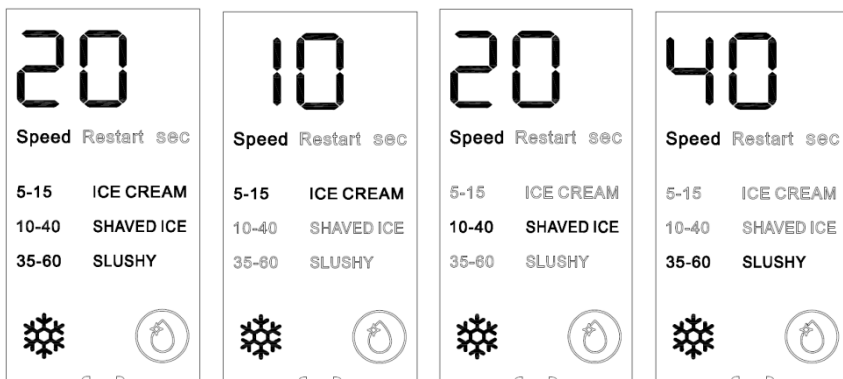 20
Speed Restart sec
5-15 ICE CREAM
10-40 SHAVED ICE
35-60 SLUSHY
10
Speed Restart sec
5-15 ICE CREAM
10-40 SHAVED ICE
35-60 SLUSHY
20
Speed Restart sec
5-15 ICE CREAM
10-40 SHAVED ICE
35-60 SLUSHY
40
Speed Restart sec
5-15 ICE CREAM
10-40 SHAVED ICE
35-60 SLUSHY